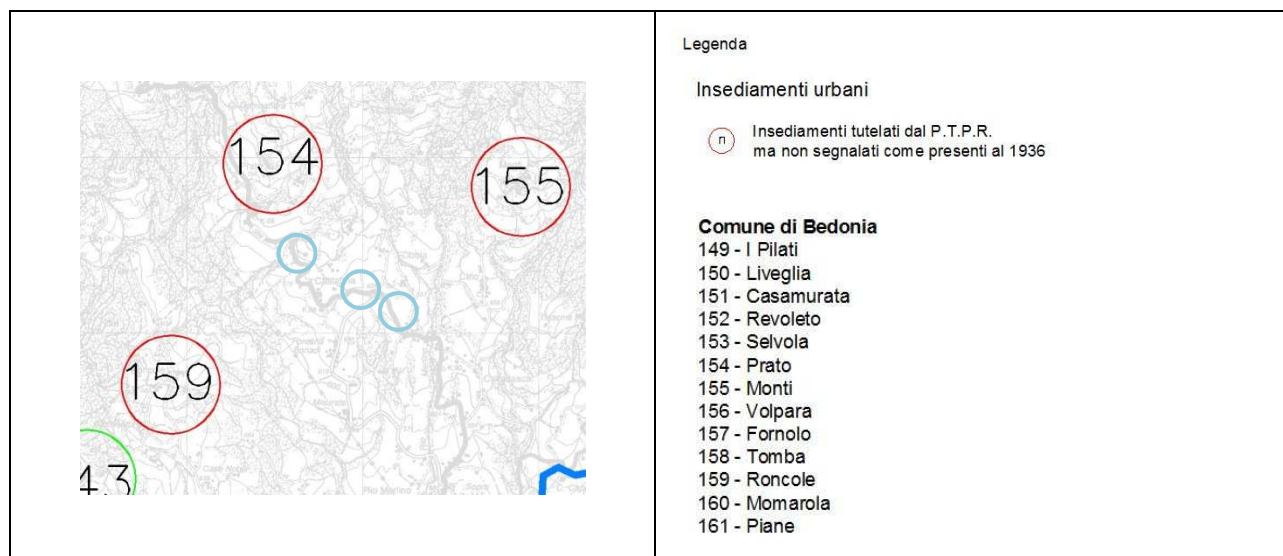 154
155
159
43
Legenda
Insediamenti urbani
n
Insediamenti tutelati dal P.T.P.R.
ma non segnalati come presenti al 1936
Comune di Bedonia
149 - I Pilati
150 - Liveglia
151 - Casamurata
152 - Revoleto
153 - Selvola
154 - Prato
155 - Monti
156 - Volpara
157 - Fornolo
158 - Tomba
159 - Roncole
160 - Momarola
161 - Piane